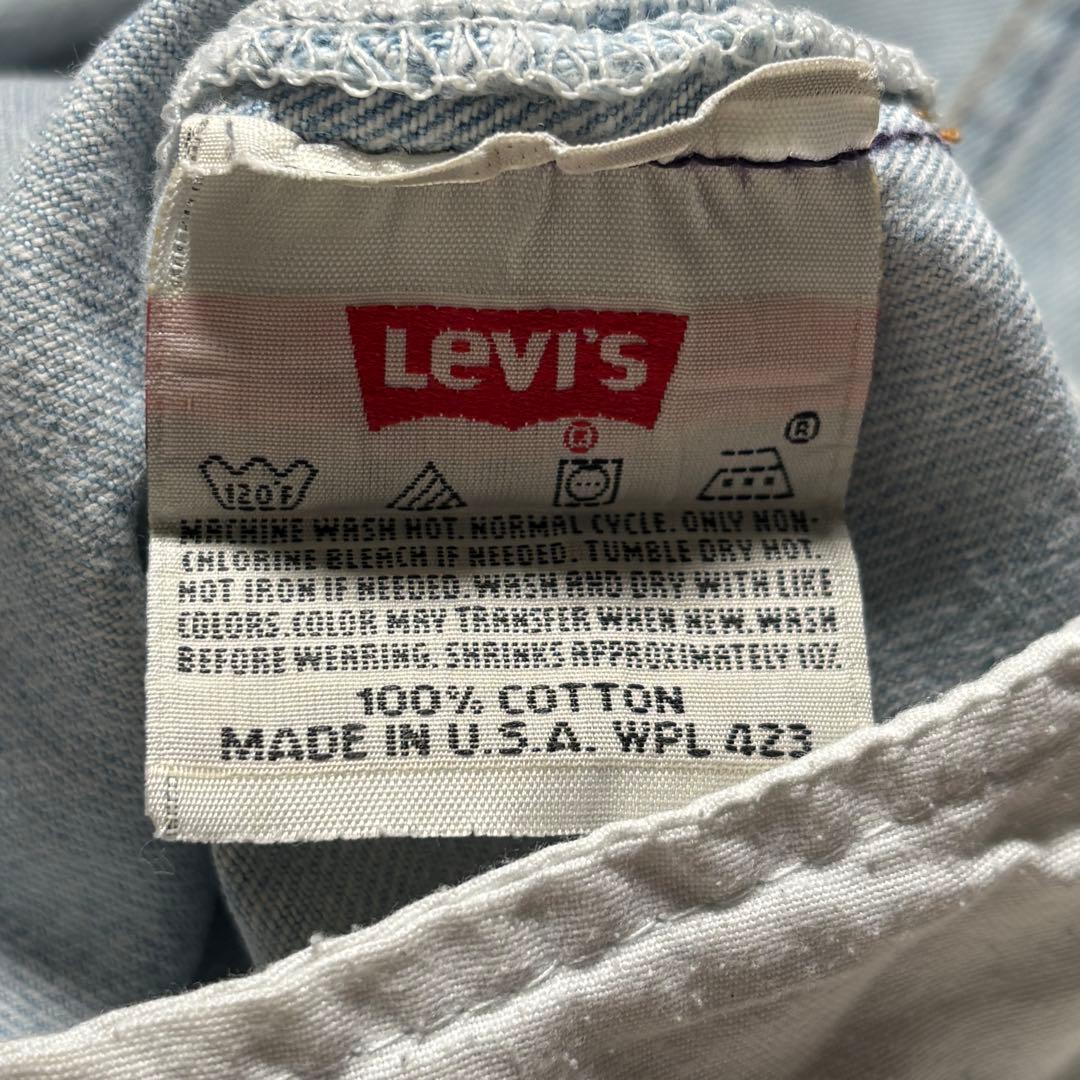 Levi's
®
®
120°F
MACHINE WASH HOT. NORMAL CYCLE. ONLY NON-
CHLORINE BLEACH IF NEEDED. TUMBLE DRY HOT.
HOT IRON IF NEEDED. WASH AND DRY WITH LIKE
COLORS. COLOR MAY TRANSFER WHEN NEW. WASH
BEFORE WEARING. SHRINKS APPROXIMATELY 10%
100% COTTON
MADE IN U.S.A. WPL 423